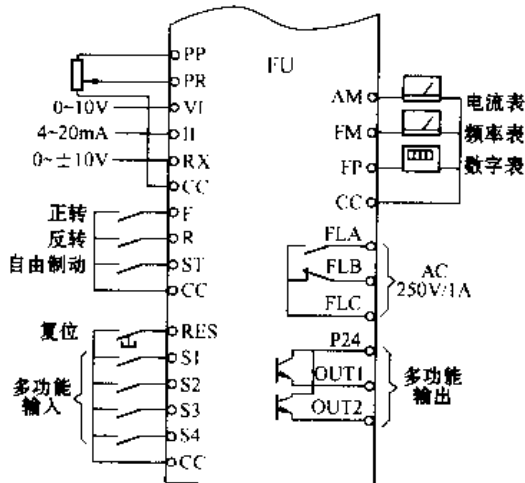 PP
PR
0~10V VI
4~20mA II
0~±10V RX
CC
正转 F
反转 R
自由制动 ST
CC
复位 RES
S1
S2
S3
S4
CC
多功能
输入
FU
AM 电流表
FM 频率表
FP 数字表
CC
FLA
FLB
FLC
AC
250V/1A
P24
OUT1
OUT2
多功能
输出